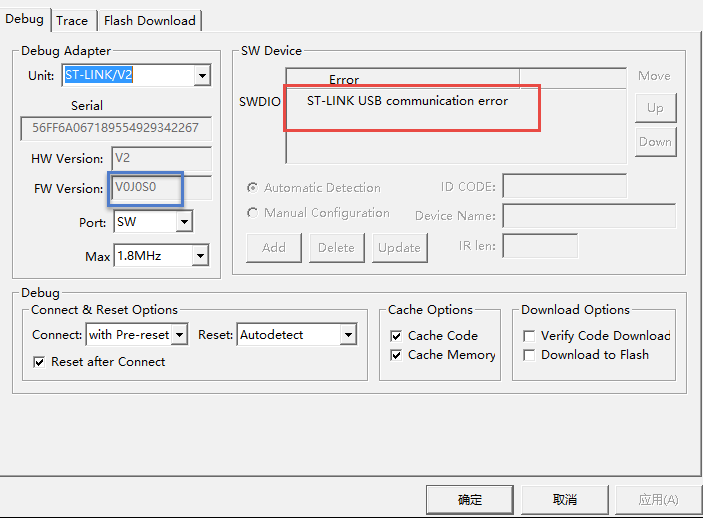 Debug Trace Flash Download
Debug Adapter
Unit: ST-LINK/V2
Serial
56FF6A067189554929342267
HW Version: V2
FW Version: V0J0S0
Port: SW
Max 1.8MHz
SW Device
Error
SWDIO ST-LINK USB communication error
Move
Up
Down
Automatic Detection
Manual Configuration
ID CODE:
Device Name:
Add Delete Update
IR len:
Debug
Connect & Reset Options
Connect: with Pre-reset Reset: Autodetect
Reset after Connect
Cache Options
Cache Code
Cache Memory
Download Options
Verify Code Download
Download to Flash
确定 取消 应用(A)